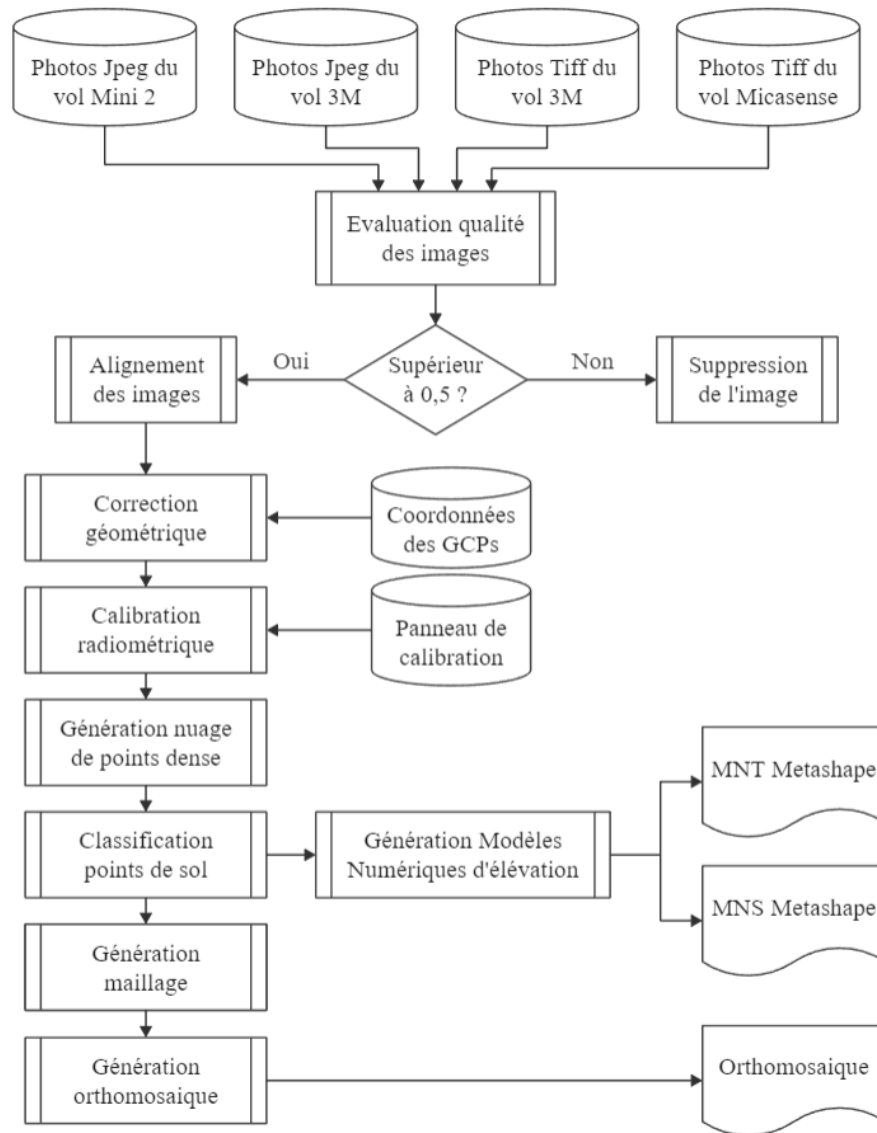 Photos Jpeg du
vol Mini 2
Photos Jpeg du
vol 3M
Photos Tiff du
vol 3M
Photos Tiff du
vol Micasense
Evaluation qualité
des images
Alignement
des images
Oui
Supérieur
à 0,5 ?
Non
Suppression
de l'image
Correction
géométrique
Coordonnées
des GCPs
Calibration
radiométrique
Panneau de
calibration
Génération nuage
de points dense
Classification
points de sol
Génération Modèles
Numériques d'élévation
MNT Metashape
MNS Metashape
Génération
maillage
Génération
orthomosaique
Orthomosaique